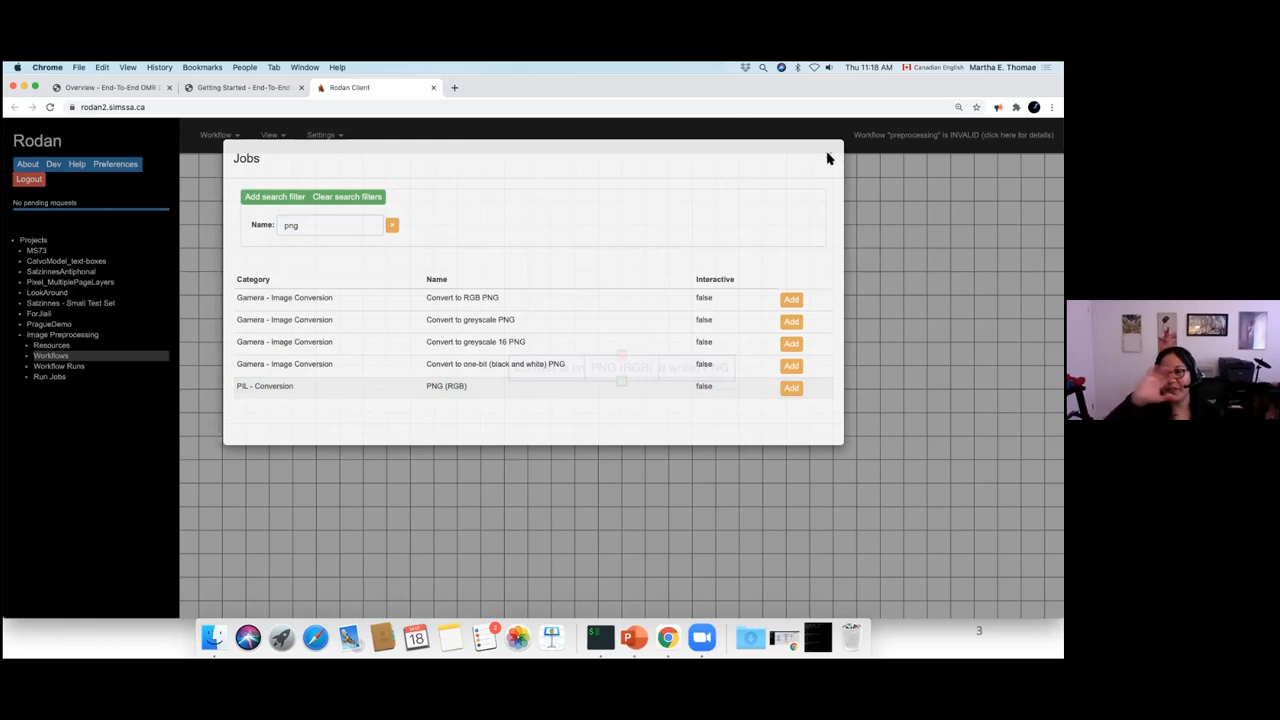 Chrome File Edit View History Bookmarks People Tab Window Help
Thu 11:18 AM Canadian English Martha E. Thomae
Overview - End-To-End OMR
Getting Started - End-To-End
Rodan Client
rodan2.simssa.ca
Rodan
About Dev Help Preferences
Logout
No pending requests
Projects
MS73
CalvoModel_text-boxes
SalzinnesAntiphonal
Pixel_MultiplePageLayers
LookAround
Salzinnes - Small Test Set
ForJiali
PragueDemo
Image Preprocessing
Resources
Workflows
Workflow Runs
Run Jobs
Workflow View Settings
Workflow "preprocessing" is INVALID (click here for details)
Jobs
Add search filter Clear search filters
Name: png
Category Name Interactive
Gamera - Image Conversion Convert to RGB PNG false Add
Gamera - Image Conversion Convert to greyscale PNG false Add
Gamera - Image Conversion Convert to greyscale 16 PNG false Add
Gamera - Image Conversion Convert to one-bit (black and white) PNG false Add
PNG (RGB)
PIL - Conversion PNG (RGB) false Add
18
2
3